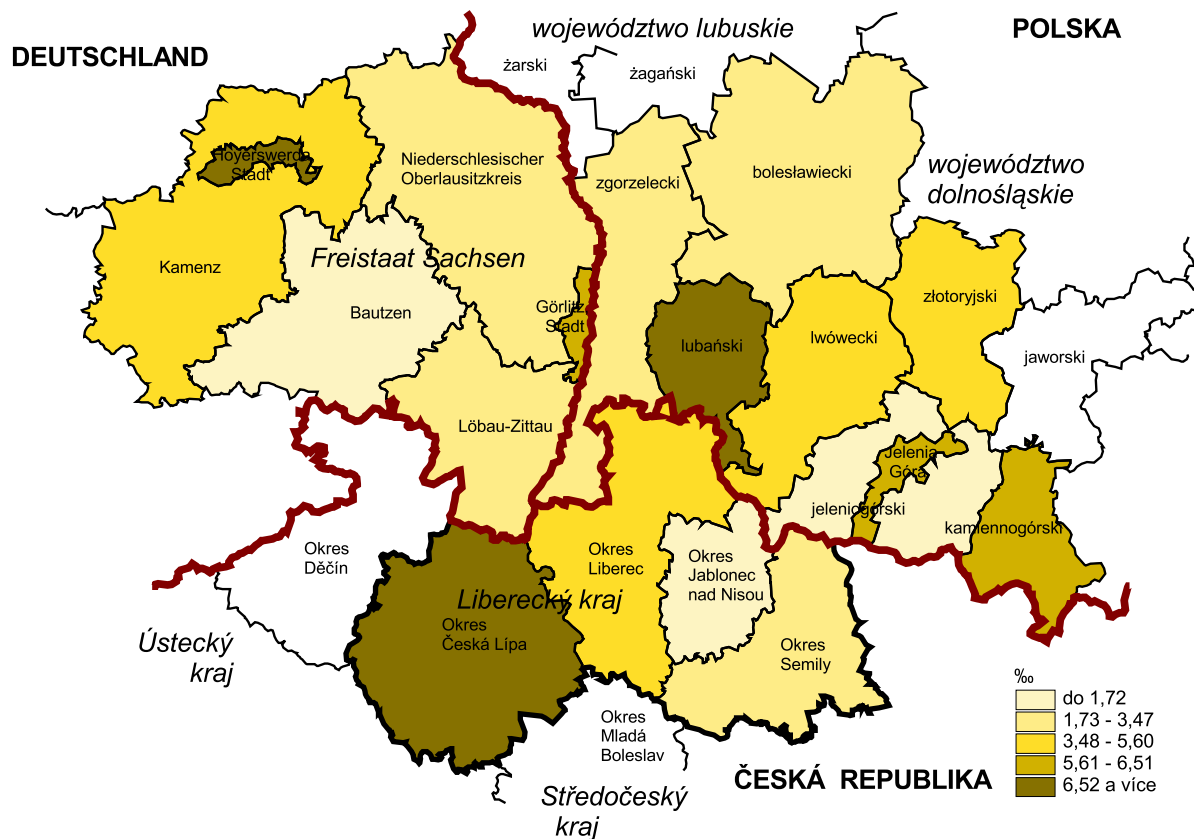 DEUTSCHLAND
województwo lubuskie
POLSKA
żarski
żagański
Hoyerswerda
Stadt
Niederschlesischer
Oberlausitzkreis
zgorzelecki
bolesławiecki
województwo
dolnośląskie
Kamenz
Freistaat Sachsen
Bautzen
Görlitz
Stadt
złotoryjski
lubański
lwówecki
jaworski
Löbau-Zittau
Jelenia
Góra
jeleniogórski
kamiennogórski
Okres
Děčín
Okres
Liberec
Okres
Jablonec
nad Nisou
Liberecký kraj
Okres
Česká Lípa
Okres
Semily
Ústecký
kraj
Okres
Mladá
Boleslav
Středočeský
kraj
ČESKÁ REPUBLIKA
‰
do 1,72
1,73 - 3,47
3,48 - 5,60
5,61 - 6,51
6,52 a více